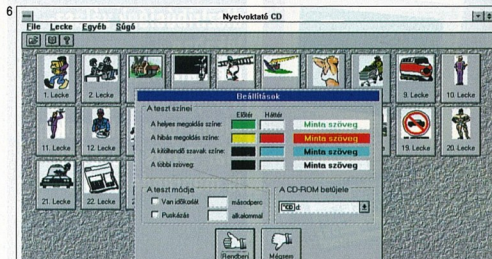 6
Nyelvoktató CD
File Lecke Egyéb Súgó
1. Lecke
2. Lecke
9. Lecke
10. Lecke
11. Lecke
12. Lecke
19. Lecke
20. Lecke
21. Lecke
22. Lecke
Beállítások
A teszt színei
Előtér Háttér
A helyes megoldás színe: Minta szöveg
A hibás megoldás színe: Minta szöveg
A kitöltendő szavak színe: Minta szöveg
A többi szöveg: Minta szöveg
A teszt módja
Van időkorlát másodperc
Puskázás alkalommal
A CD-ROM betűjele
d:
Rendben
Mégsem